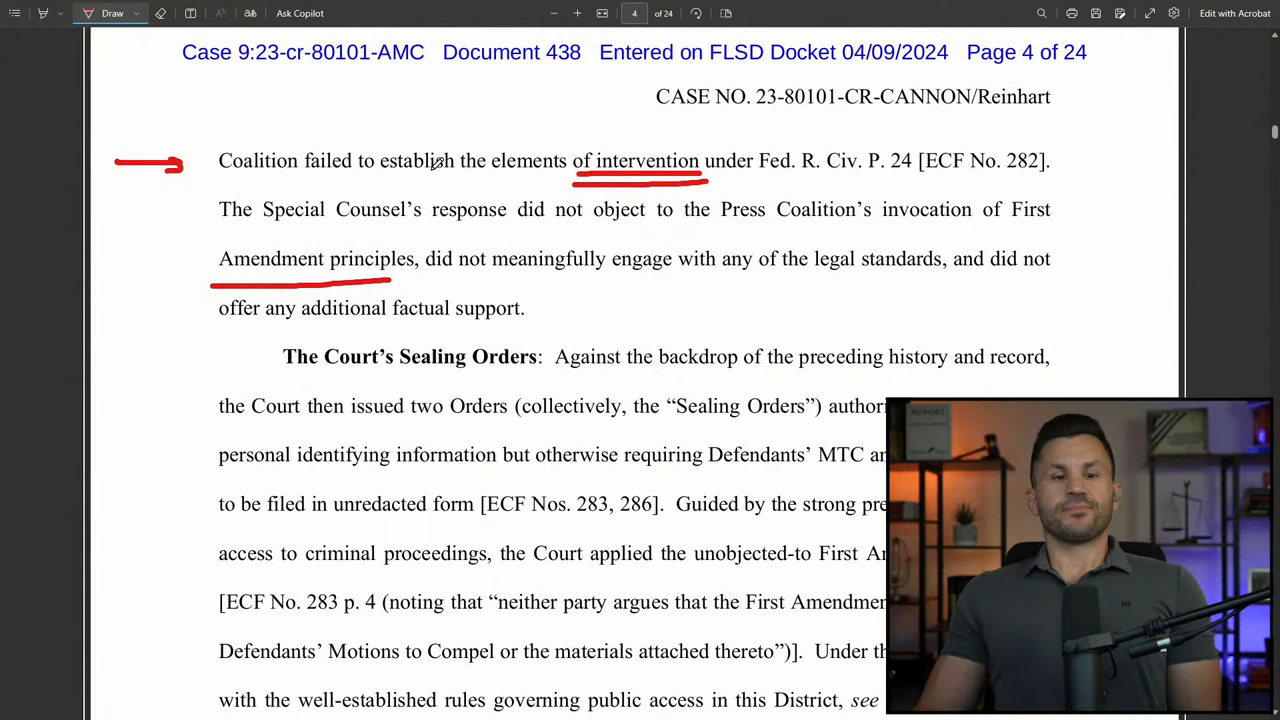 Draw
Ask Copilot
4 of 24
Edit with Acrobat
Case 9:23-cr-80101-AMC Document 438 Entered on FLSD Docket 04/09/2024 Page 4 of 24
CASE NO. 23-80101-CR-CANNON/Reinhart
Coalition failed to establish the elements of intervention under Fed. R. Civ. P. 24 [ECF No. 282].
The Special Counsel’s response did not object to the Press Coalition’s invocation of First
Amendment principles, did not meaningfully engage with any of the legal standards, and did not
offer any additional factual support.
The Court’s Sealing Orders: Against the backdrop of the preceding history and record,
the Court then issued two Orders (collectively, the “Sealing Orders”)
personal identifying information but otherwise requiring Defendants’ MTC
to be filed in unredacted form [ECF Nos. 283, 286]. Guided by the strong
access to criminal proceedings, the Court applied the unobjected-to First
[ECF No. 283 p. 4 (noting that “neither party argues that the First
Defendants’ Motions to Compel or the materials attached thereto”)]. Under
with the well-established rules governing public access in this District, see
REPORT